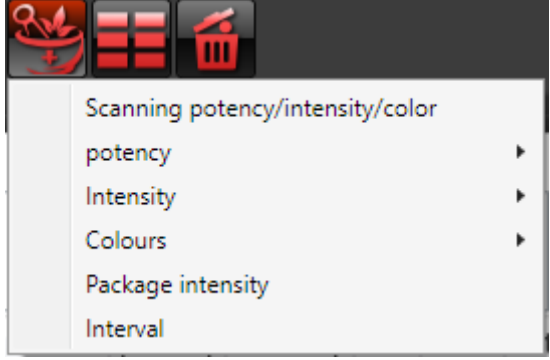 Scanning potency/intensity/color
potency
Intensity
Colours
Package intensity
Interval